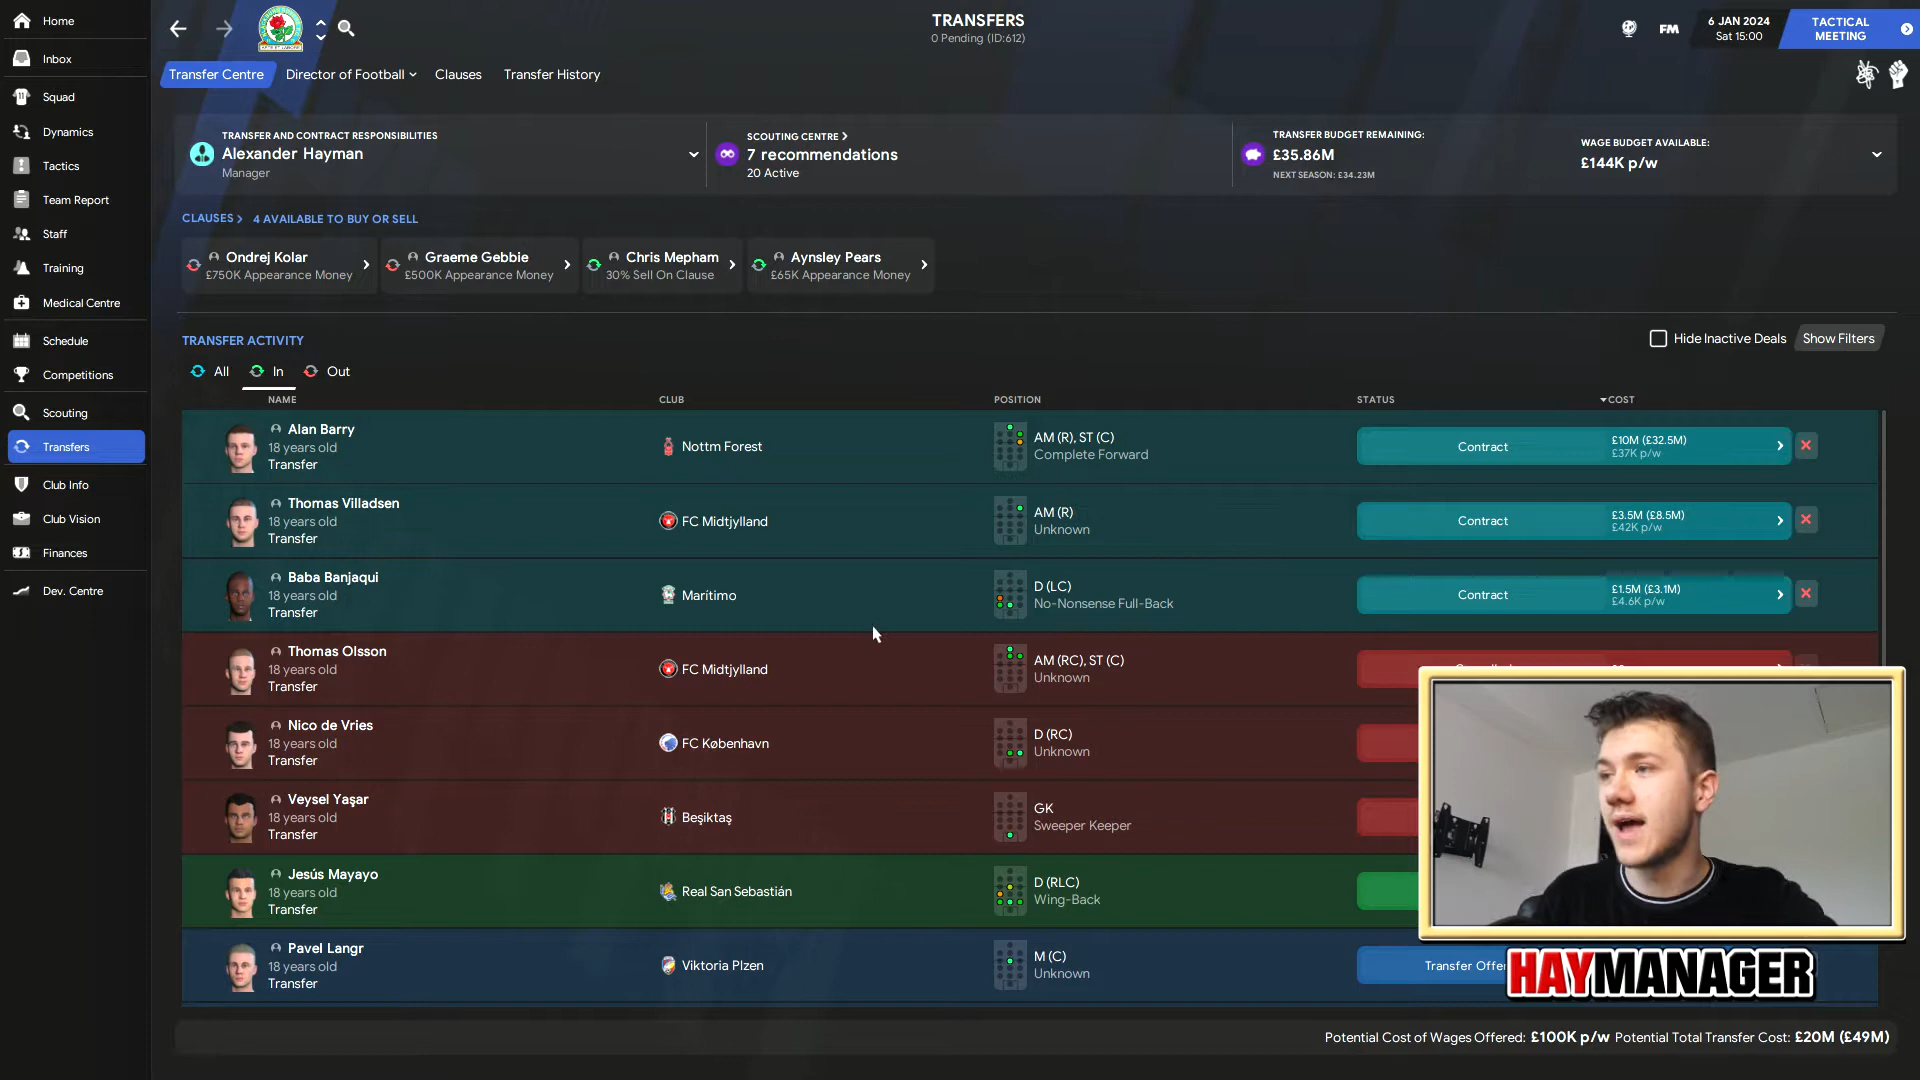 Home
Inbox
Squad
Dynamics
Tactics
Team Report
Staff
Training
Medical Centre
Schedule
Competitions
Scouting
Transfers
Club Info
Club Vision
Finances
Dev. Centre
TRANSFERS
0 Pending (ID:612)
FM
6 JAN 2024
Sat 15:00
TACTICAL
MEETING
Transfer Centre
Director of Football
Clauses
Transfer History
TRANSFER AND CONTRACT RESPONSIBILITIES
Alexander Hayman
Manager
SCOUTING CENTRE
7 recommendations
20 Active
TRANSFER BUDGET REMAINING:
£35.86M
NEXT SEASON: £34.23M
WAGE BUDGET AVAILABLE:
£144K p/w
CLAUSES 4 AVAILABLE TO BUY OR SELL
Ondrej Kolar
£750K Appearance Money
Graeme Gebbie
£500K Appearance Money
Chris Mepham
30% Sell On Clause
Aynsley Pears
£65K Appearance Money
TRANSFER ACTIVITY
Hide Inactive Deals
Show Filters
All
In
Out
NAME
CLUB
POSITION
STATUS
COST
Alan Barry
18 years old
Transfer
Nottm Forest
AM (R), ST (C)
Complete Forward
Contract
£10M (£32.5M)
£37K p/w
Thomas Villadsen
18 years old
Transfer
FC Midtjylland
AM (R)
Unknown
Contract
£3.5M (£8.5M)
£42K p/w
Baba Banjaqui
18 years old
Transfer
Marítimo
D (LC)
No-Nonsense Full-Back
Contract
£1.5M (£3.1M)
£4.6K p/w
Thomas Olsson
18 years old
Transfer
FC Midtjylland
AM (RC), ST (C)
Unknown
Nico de Vries
18 years old
Transfer
FC København
D (RC)
Unknown
Veysel Yaşar
18 years old
Transfer
Beşiktaş
GK
Sweeper Keeper
Jesús Mayayo
18 years old
Transfer
Real San Sebastián
D (RLC)
Wing-Back
Pavel Langr
18 years old
Transfer
Viktoria Plzen
M (C)
Unknown
Transfer Offer
HAYMANAGER
Potential Cost of Wages Offered: £100K p/w Potential Total Transfer Cost: £20M (£49M)